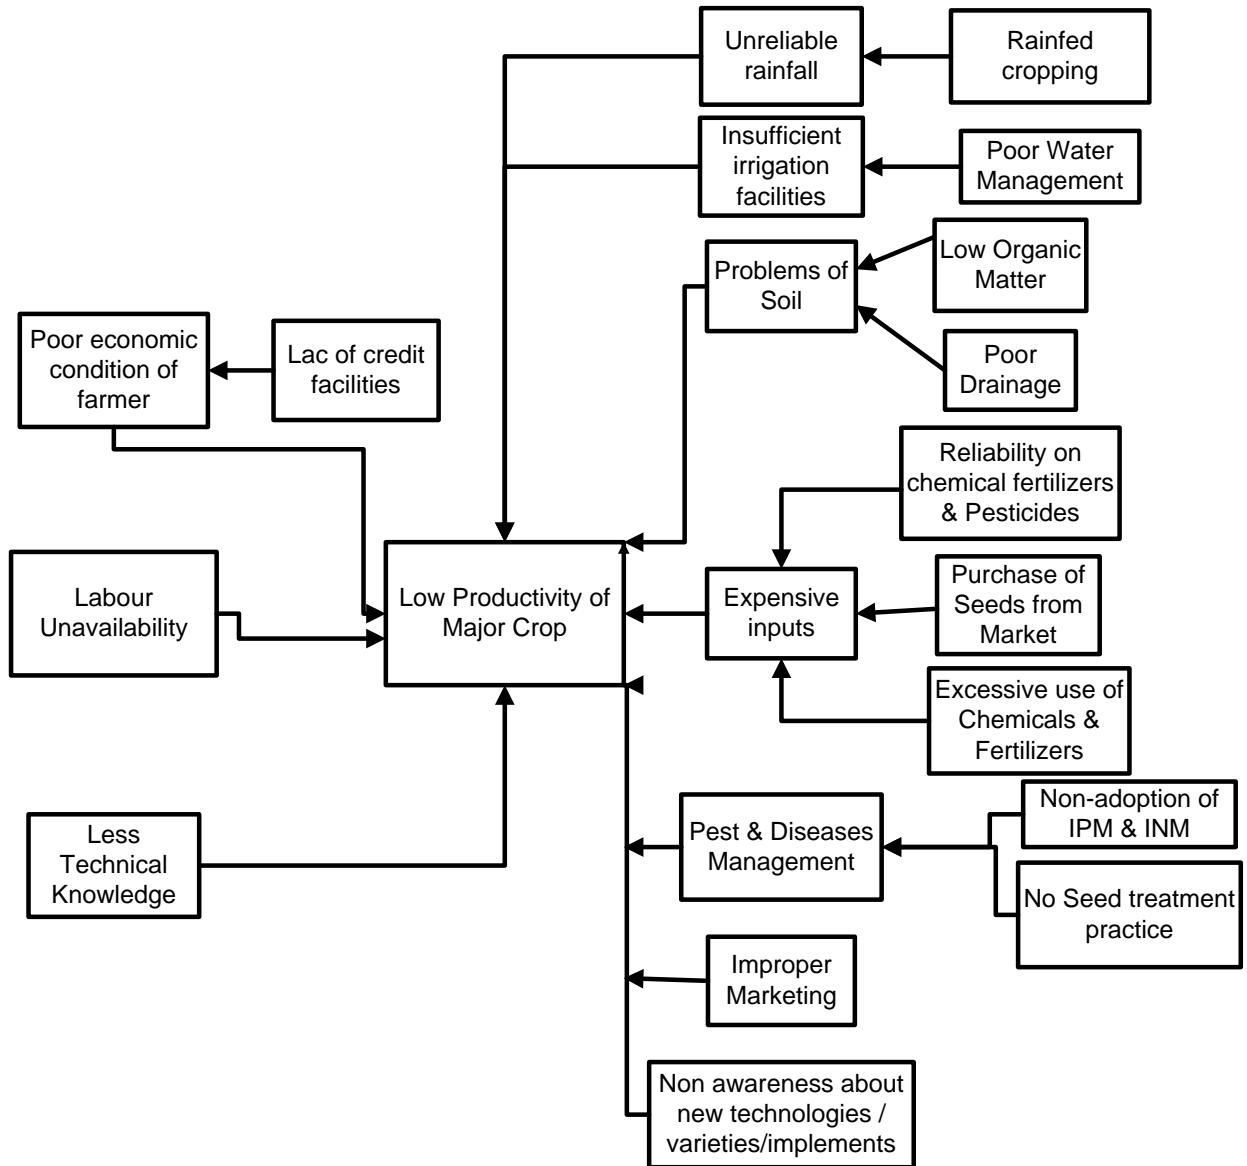 Unreliable
rainfall
Rainfed
cropping
Insufficient
irrigation
facilities
Poor Water
Management
Problems of
Soil
Low Organic
Matter
Poor
Drainage
Poor economic
condition of
farmer
Lac of credit
facilities
Reliability on
chemical fertilizers
& Pesticides
Labour
Unavailability
Low Productivity of
Major Crop
Expensive
inputs
Purchase of
Seeds from
Market
Excessive use of
Chemicals &
Fertilizers
Less
Technical
Knowledge
Pest & Diseases
Management
Non-adoption of
IPM & INM
No Seed treatment
practice
Improper
Marketing
Non awareness about
new technologies /
varieties/implements